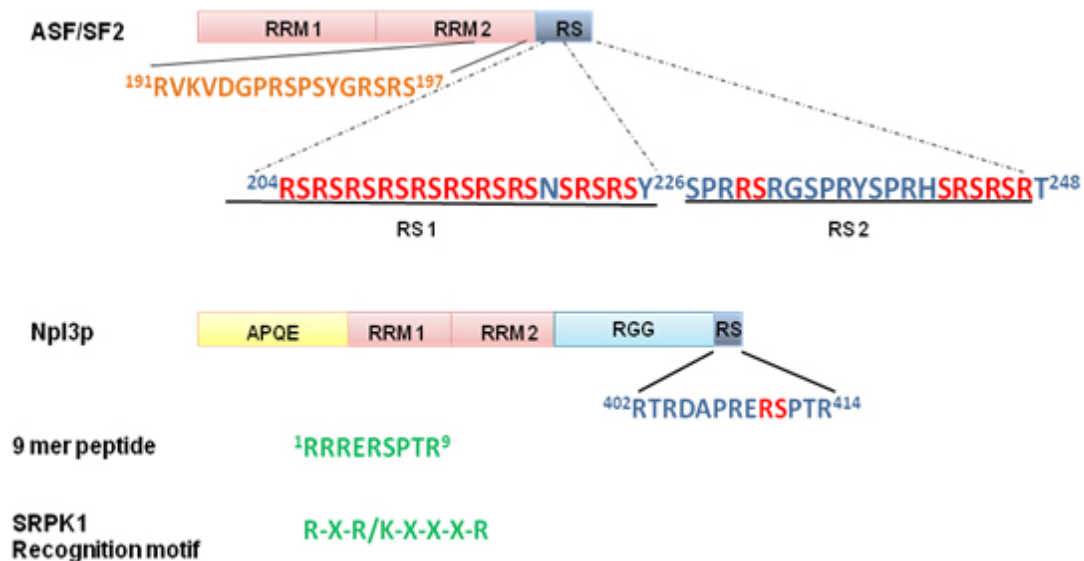 ASF/SF2 RRM 1 RRM 2 RS
191RVKVDGPRSPSYGRSRS197
204RSRSRSRSRSRSRSRSNSRSRSY226SPRRSRGSPRYSPRHSRSRSRT248
RS 1 RS 2
Npl3p APQE RRM 1 RRM 2 RGG RS
402RTRDAPRERSPTR414
9 mer peptide 1RRRERSPTR9
SRPK1 R-X-R/K-X-X-X-R
Recognition motif